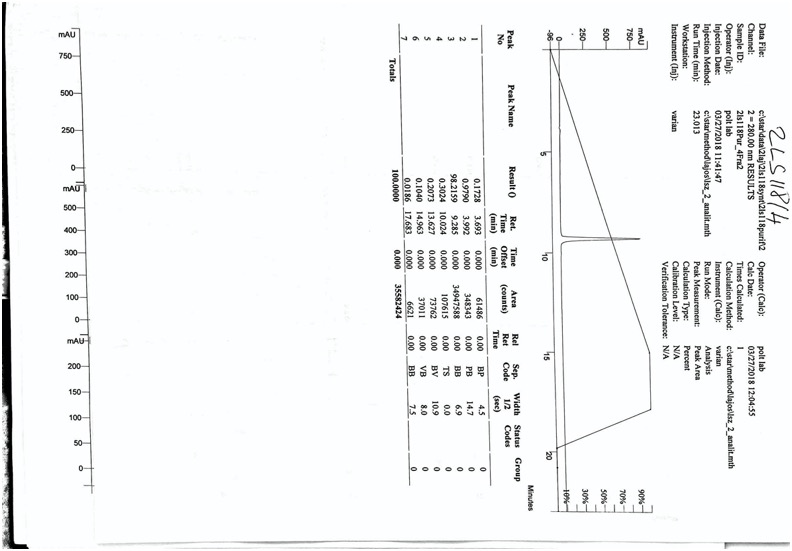 2LS118/4
Data File: c:\star\data\2laj\2ls118synt\2ls118purif\2
Channel: 2 = 280.00 nm RESULTS
Sample ID: 2ls118Pur_4Fra2
Operator (Inj): polt lab
Injection Date: 03/27/2018 11:41:47
Injection Method: c:\star\method\lajos\lsz_2_analit.mth
Run Time (min): 23.013
Workstation:
Instrument (Inj): varian
Operator (Calc): polt lab
Calc Date: 03/27/2018 12:04:55
Times Calculated: 1
Calculation Method: c:\star\method\lajos\lsz_2_analit.mth
Instrument (Calc): varian
Run Mode: Analysis
Peak Measurement: Peak Area
Calculation Type: Percent
Calibration Level: N/A
Verification Tolerance: N/A
mAU
750
500
250
0
-96
5
10
15
20
90%
70%
50%
30%
10%
Minutes
Peak No Peak Name Result () Ret. Time (min) Time Offset (min) Area (counts) Rel Ret Time Sep. Code Width 1/2 (sec) Status Codes Group
1 0.1728 3.693 0.000 61486 0.00 BP 4.5 0
2 0.9790 3.992 0.000 348343 0.00 PB 14.7 0
3 98.2159 9.285 0.000 34947588 0.00 BB 6.9 0
4 0.3024 10.024 0.000 107615 0.00 TS 0.0 0
5 0.2073 13.627 0.000 73762 0.00 BV 10.9 0
6 0.1040 14.963 0.000 37011 0.00 VB 8.0 0
7 0.0186 17.683 0.000 6621 0.00 BB 7.5 0
Totals 100.0000 0.000 35582424
mAU
750
500
250
0
mAU
500
400
300
200
100
0
mAU
200
150
100
50
0